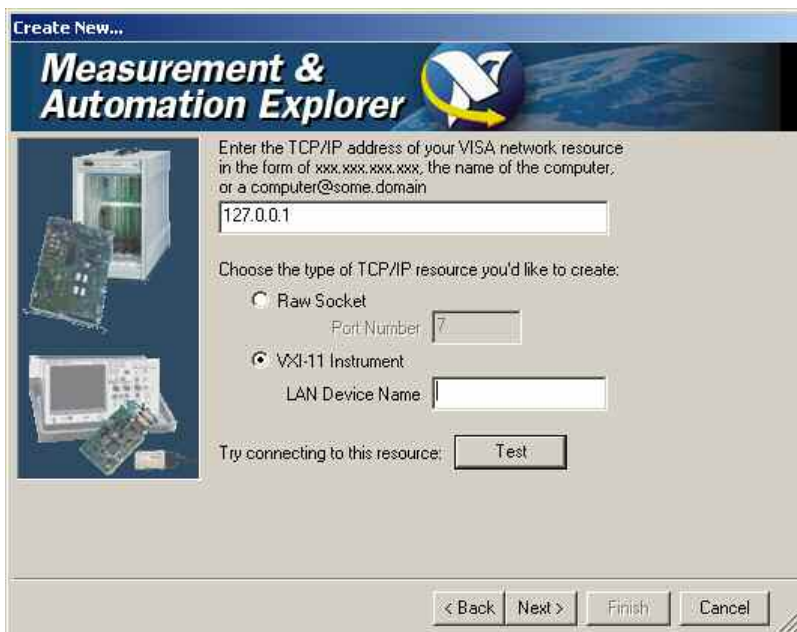 Create New...
Measurement &
Automation Explorer
Enter the TCP/IP address of your VISA network resource
in the form of xxx.xxx.xxx.xxx, the name of the computer,
or a computer@some.domain
127.0.0.1
Choose the type of TCP/IP resource you'd like to create:
Raw Socket
Port Number 7
VXI-11 Instrument
LAN Device Name
Try connecting to this resource: Test
< Back Next > Finish Cancel